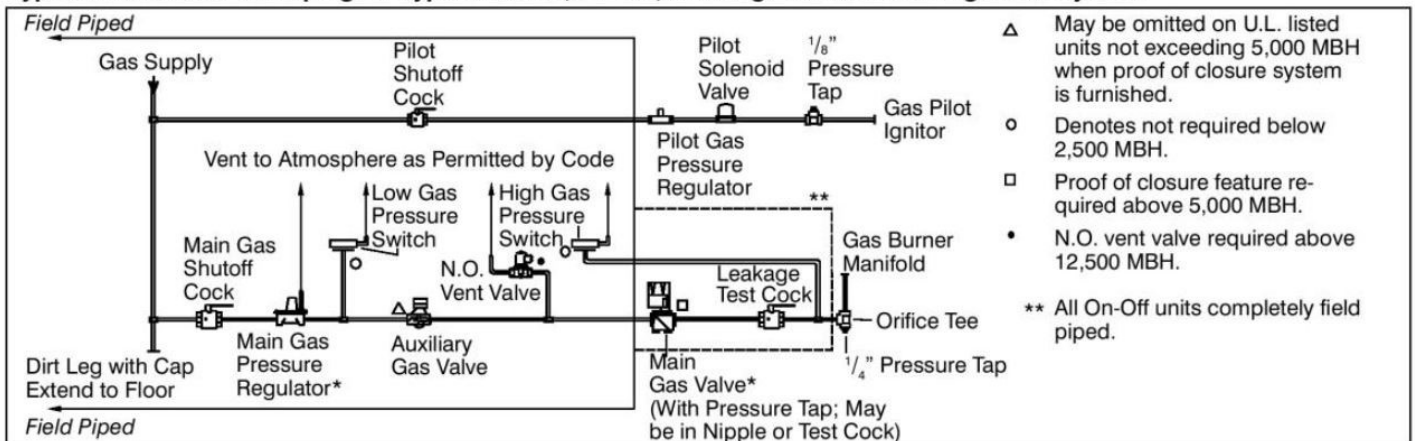 Field Piped
Gas Supply
Pilot
Shutoff
Cock
Pilot
Solenoid
Valve
1/8"
Pressure
Tap
Gas Pilot
Ignitor
Pilot Gas
Pressure
Regulator
Vent to Atmosphere as Permitted by Code
Low Gas
Pressure
Switch
High Gas
Pressure
Switch
**
Main Gas
Shutoff
Cock
N.O.
Vent Valve
Leakage
Test Cock
Gas Burner
Manifold
Orifice Tee
Dirt Leg with Cap
Extend to Floor
Main Gas
Pressure
Regulator*
Auxiliary
Gas Valve
Main
Gas Valve*
(With Pressure Tap; May
be in Nipple or Test Cock)
1/4" Pressure Tap
Field Piped
△ May be omitted on U.L. listed
units not exceeding 5,000 MBH
when proof of closure system
is furnished.
○ Denotes not required below
2,500 MBH.
□ Proof of closure feature re-
quired above 5,000 MBH.
• N.O. vent valve required above
12,500 MBH.
** All On-Off units completely field
piped.